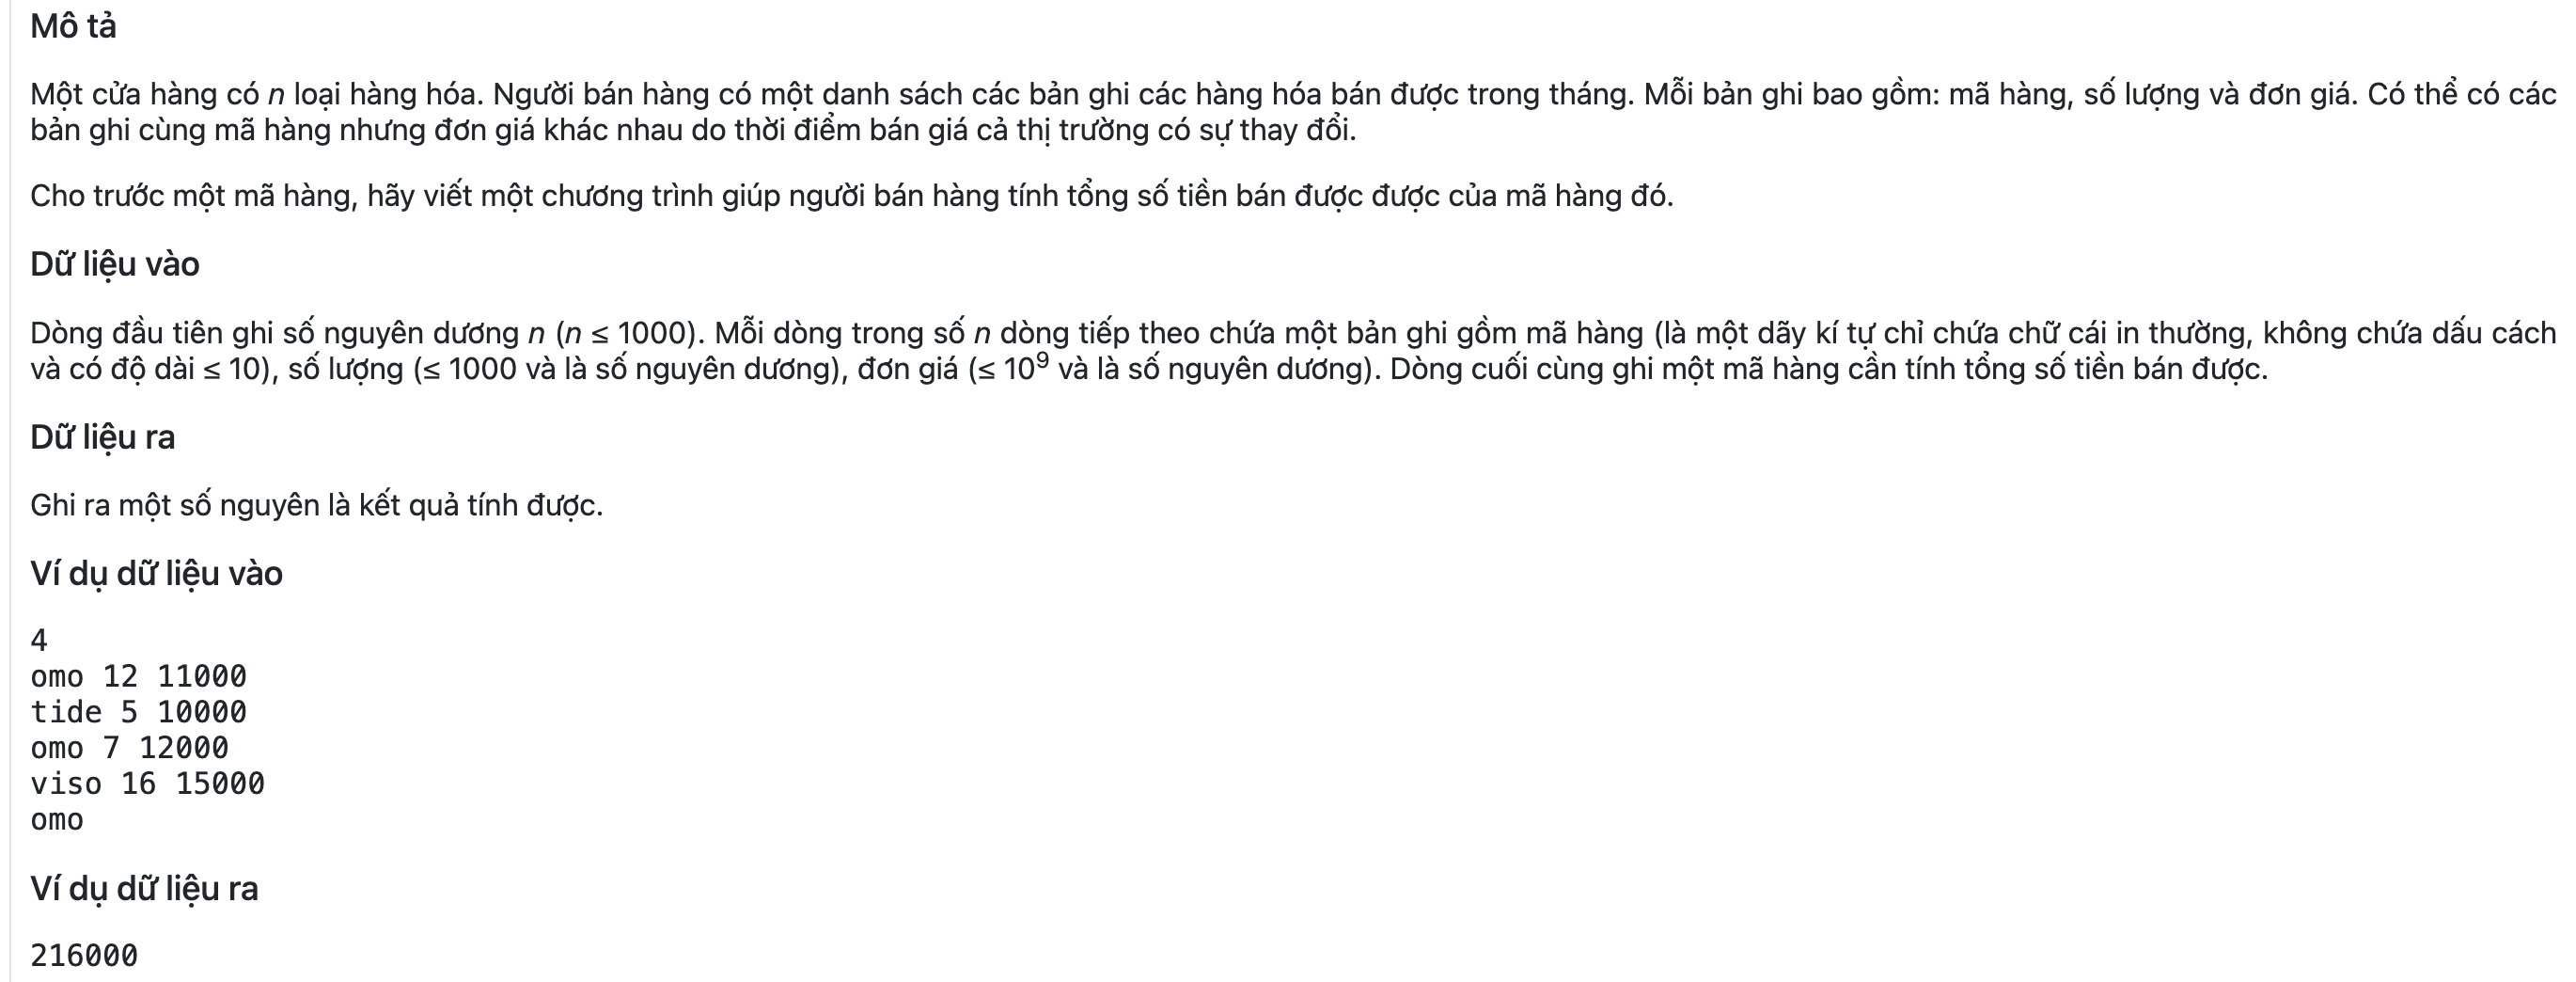 Mô tả
Một cửa hàng có n loại hàng hóa. Người bán hàng có một danh sách các bản ghi các hàng hóa bán được trong tháng. Mỗi bản ghi bao gồm: mã hàng, số lượng và đơn giá. Có thể có các
bản ghi cùng mã hàng nhưng đơn giá khác nhau do thời điểm bán giá cả thị trường có sự thay đổi.
Cho trước một mã hàng, hãy viết một chương trình giúp người bán hàng tính tổng số tiền bán được được của mã hàng đó.
Dữ liệu vào
Dòng đầu tiên ghi số nguyên dương n (n ≤ 1000). Mỗi dòng trong số n dòng tiếp theo chứa một bản ghi gồm mã hàng (là một dãy kí tự chỉ chứa chữ cái in thường, không chứa dấu cách
và có độ dài ≤ 10), số lượng (≤ 1000 và là số nguyên dương), đơn giá (≤ 10⁹ và là số nguyên dương). Dòng cuối cùng ghi một mã hàng cần tính tổng số tiền bán được.
Dữ liệu ra
Ghi ra một số nguyên là kết quả tính được.
Ví dụ dữ liệu vào
4
omo 12 11000
tide 5 10000
omo 7 12000
viso 16 15000
omo
Ví dụ dữ liệu ra
216000